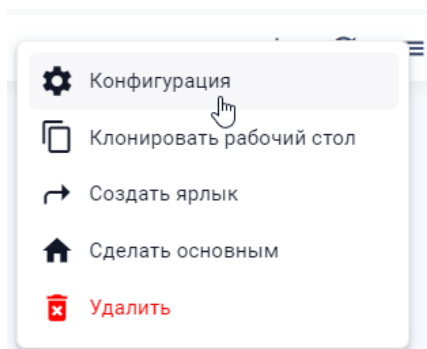 Конфигурация
Клонировать рабочий стол
Создать ярлык
Сделать основным
Удалить